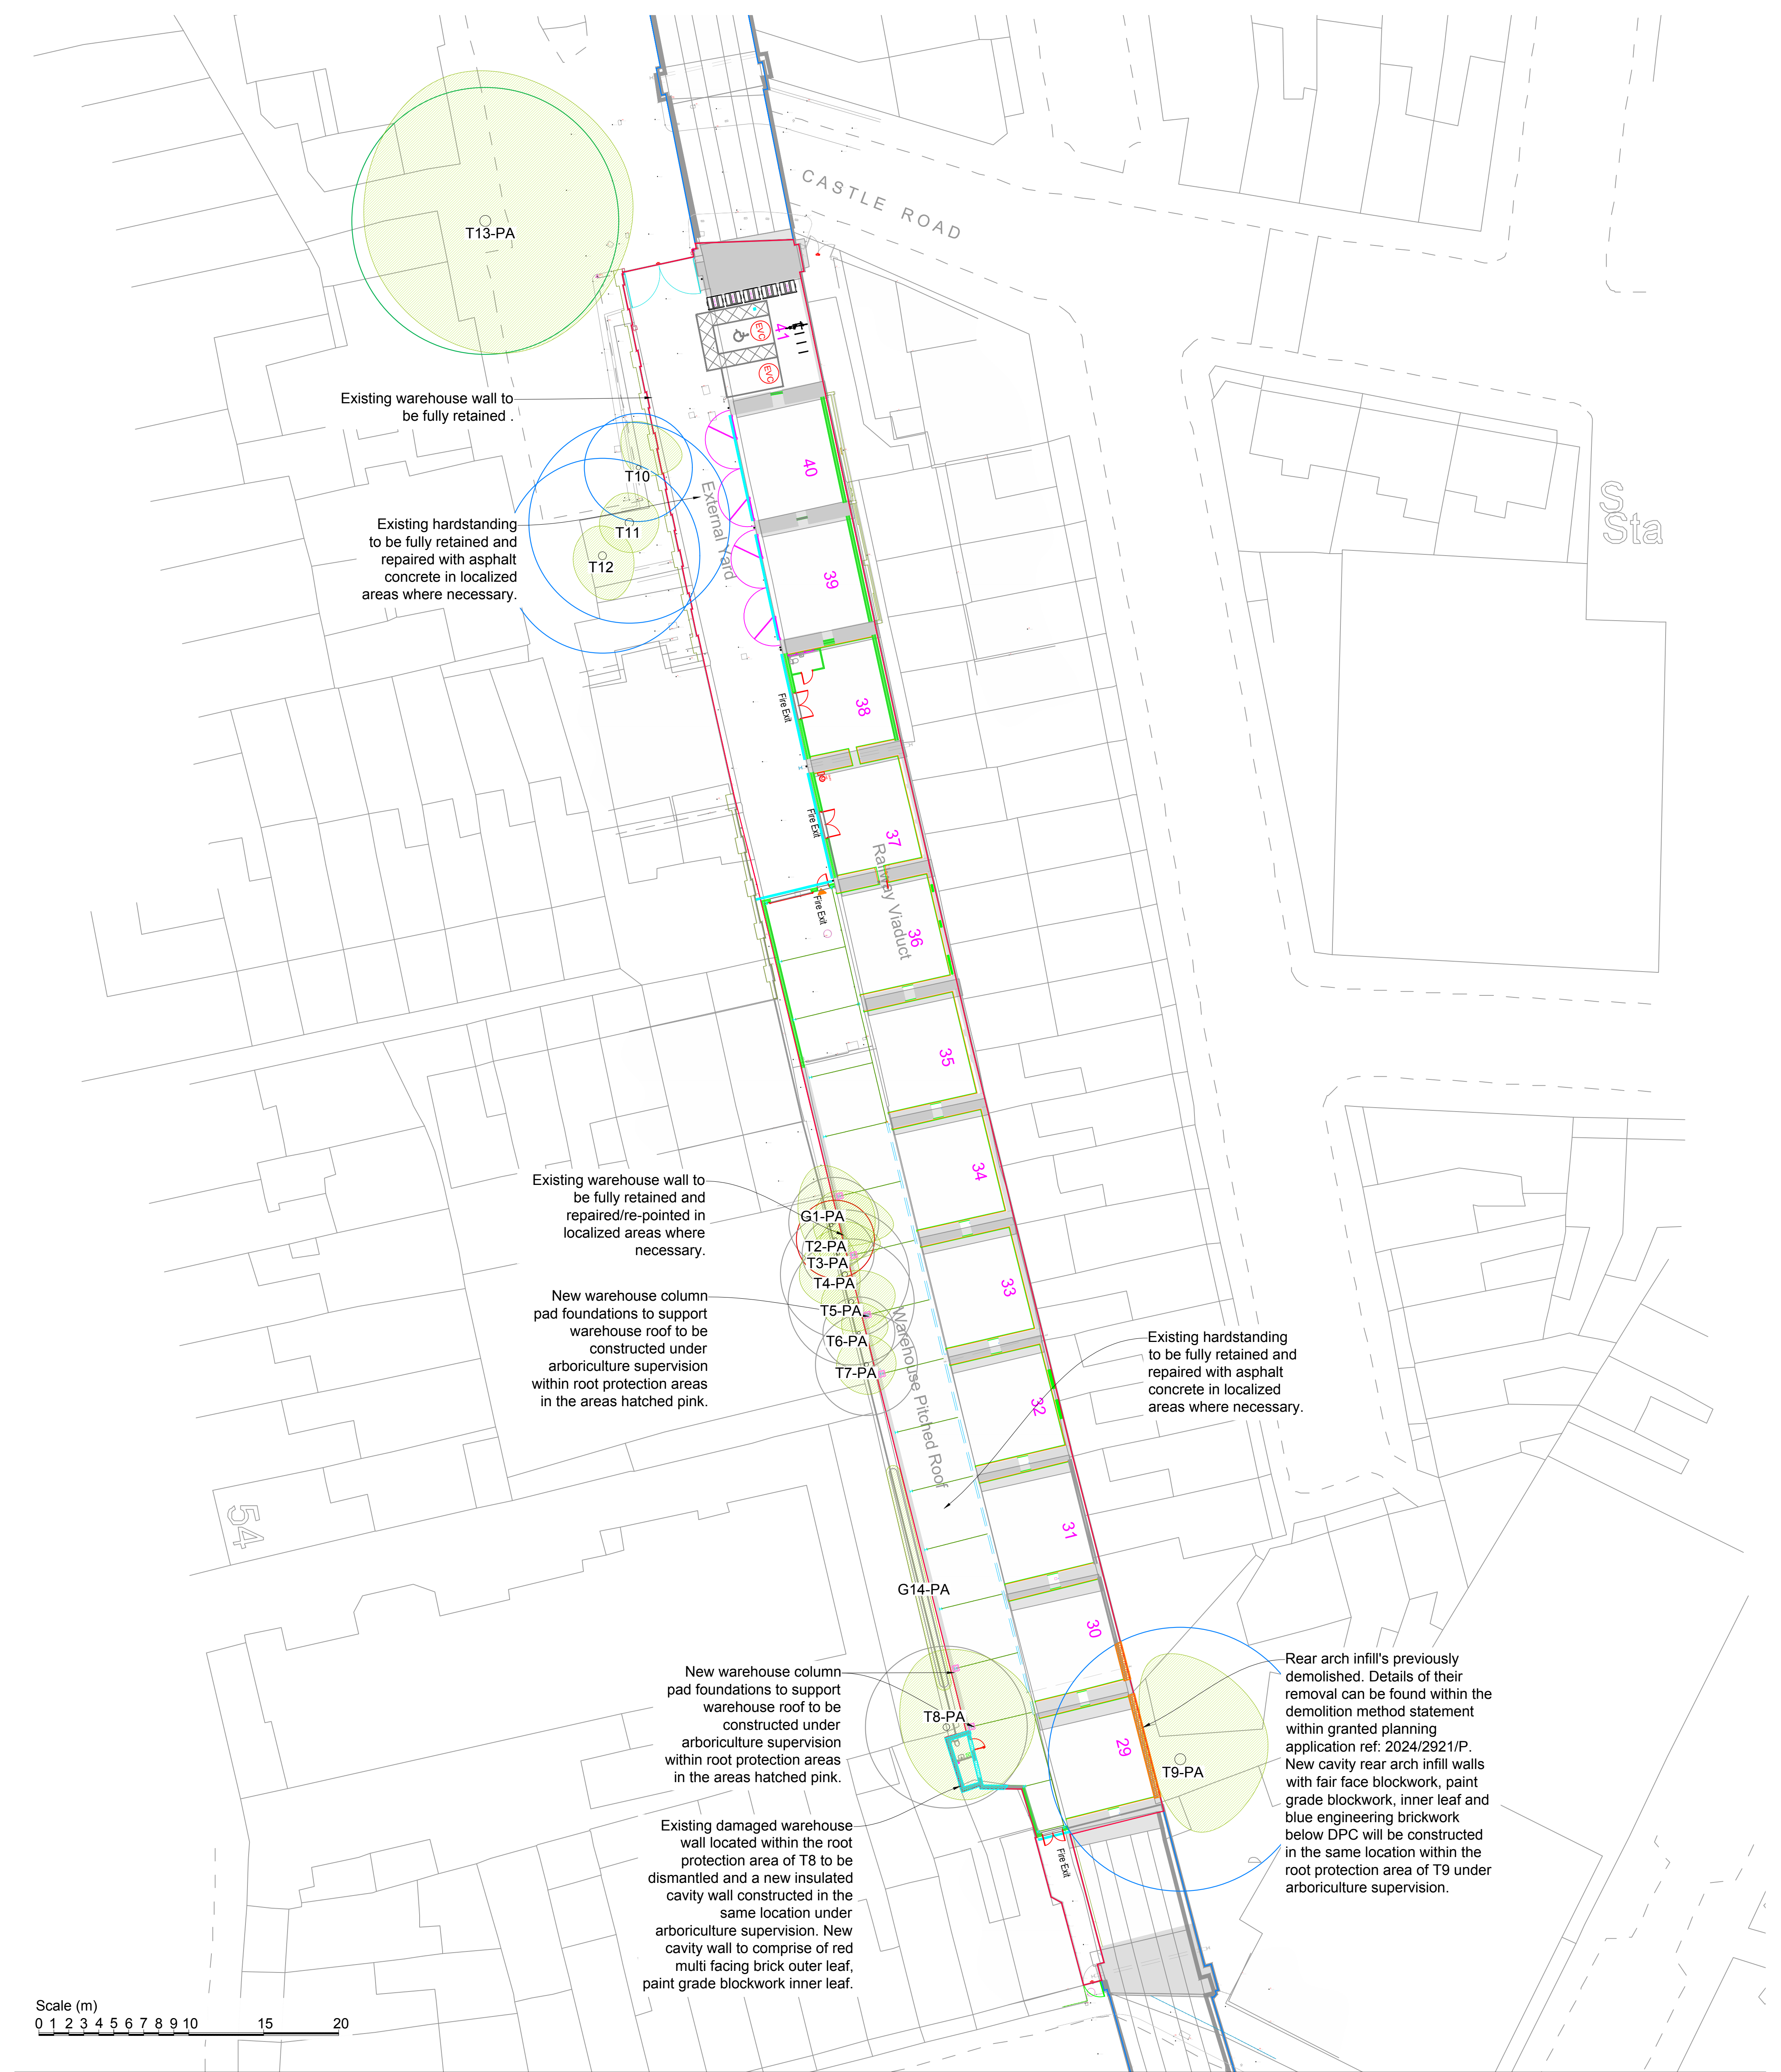 CASTLE ROAD
T13-PA
EVC
41
EVC
Existing warehouse wall to
be fully retained .
40
T10
External Yard
S
Sta
Existing hardstanding
to be fully retained and
repaired with asphalt
concrete in localized
areas where necessary.
T11
T12
39
38
Fire Exit
37
Fire Exit
Railway Viaduct
Fire Exit
36
35
34
Existing warehouse wall to
be fully retained and
repaired/re-pointed in
localized areas where
necessary.
G1-PA
T2-PA
T3-PA
T4-PA
T5-PA
T6-PA
T7-PA
33
New warehouse column
pad foundations to support
warehouse roof to be
constructed under
arboriculture supervision
within root protection areas
in the areas hatched pink.
Warehouse Pitched Roof
Existing hardstanding
to be fully retained and
repaired with asphalt
concrete in localized
areas where necessary.
32
54
31
G14-PA
30
New warehouse column
pad foundations to support
warehouse roof to be
constructed under
arboriculture supervision
within root protection areas
in the areas hatched pink.
T8-PA
29
T9-PA
Rear arch infill's previously
demolished. Details of their
removal can be found within the
demolition method statement
within granted planning
application ref: 2024/2921/P.
New cavity rear arch infill walls
with fair face blockwork, paint
grade blockwork, inner leaf and
blue engineering brickwork
below DPC will be constructed
in the same location within the
root protection area of T9 under
arboriculture supervision.
Existing damaged warehouse
wall located within the root
protection area of T8 to be
dismantled and a new insulated
cavity wall constructed in the
same location under
arboriculture supervision. New
cavity wall to comprise of red
multi facing brick outer leaf,
paint grade blockwork inner leaf.
Fire Exit
Scale (m)
0 1 2 3 4 5 6 7 8 9 10 15 20